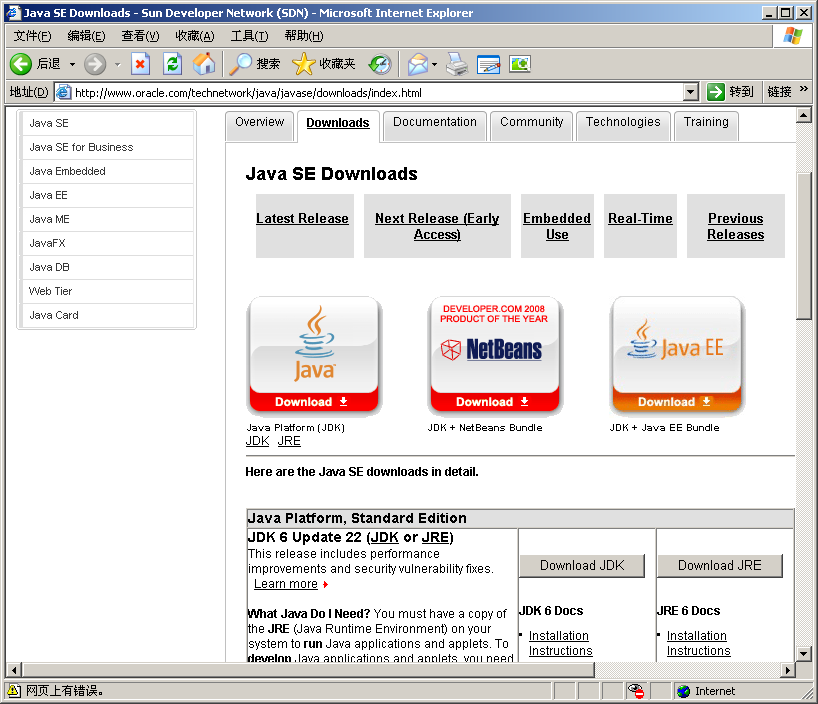 Java SE Downloads - Sun Developer Network (SDN) - Microsoft Internet Explorer
文件(F) 编辑(E) 查看(V) 收藏(A) 工具(T) 帮助(H)
后退 搜索 收藏夹
地址(D) http://www.oracle.com/technetwork/java/javase/downloads/index.html 转到 链接 »
Java SE
Java SE for Business
Java Embedded
Java EE
Java ME
JavaFX
Java DB
Web Tier
Java Card
Overview Downloads Documentation Community Technologies Training
Java SE Downloads
Latest Release
Next Release (Early
Access)
Embedded
Use
Real-Time
Previous
Releases
Java
Download
Java Platform (JDK)
JDK JRE
DEVELOPER.COM 2008
PRODUCT OF THE YEAR
NetBeans
Download
JDK + NetBeans Bundle
Java EE
Download
JDK + Java EE Bundle
Here are the Java SE downloads in detail.
Java Platform, Standard Edition
JDK 6 Update 22 (JDK or JRE)
This release includes performance
improvements and security vulnerability fixes.
Learn more
What Java Do I Need? You must have a copy of
the JRE (Java Runtime Environment) on your
system to run Java applications and applets. To
develop Java applications and applets, you need
Download JDK
JDK 6 Docs
Installation
Instructions
Download JRE
JRE 6 Docs
Installation
Instructions
网页上有错误。 Internet